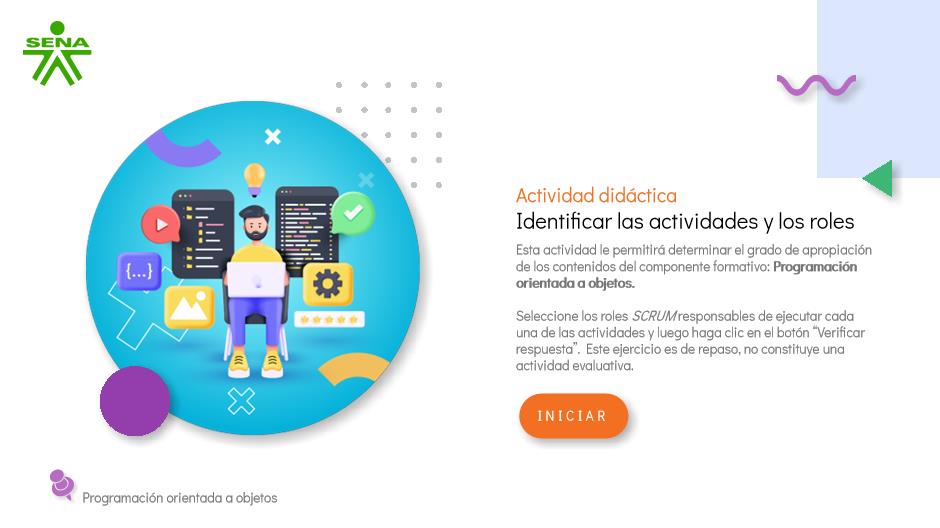 SENA
Actividad didáctica
Identificar las actividades y los roles
Esta actividad le permitirá determinar el grado de apropiación
de los contenidos del componente formativo: Programación
orientada a objetos.
Seleccione los roles SCRUM responsables de ejecutar cada
una de las actividades y luego haga clic en el botón “Verificar
respuesta”. Este ejercicio es de repaso, no constituye una
actividad evaluativa.
{...}
INICIAR
Programación orientada a objetos